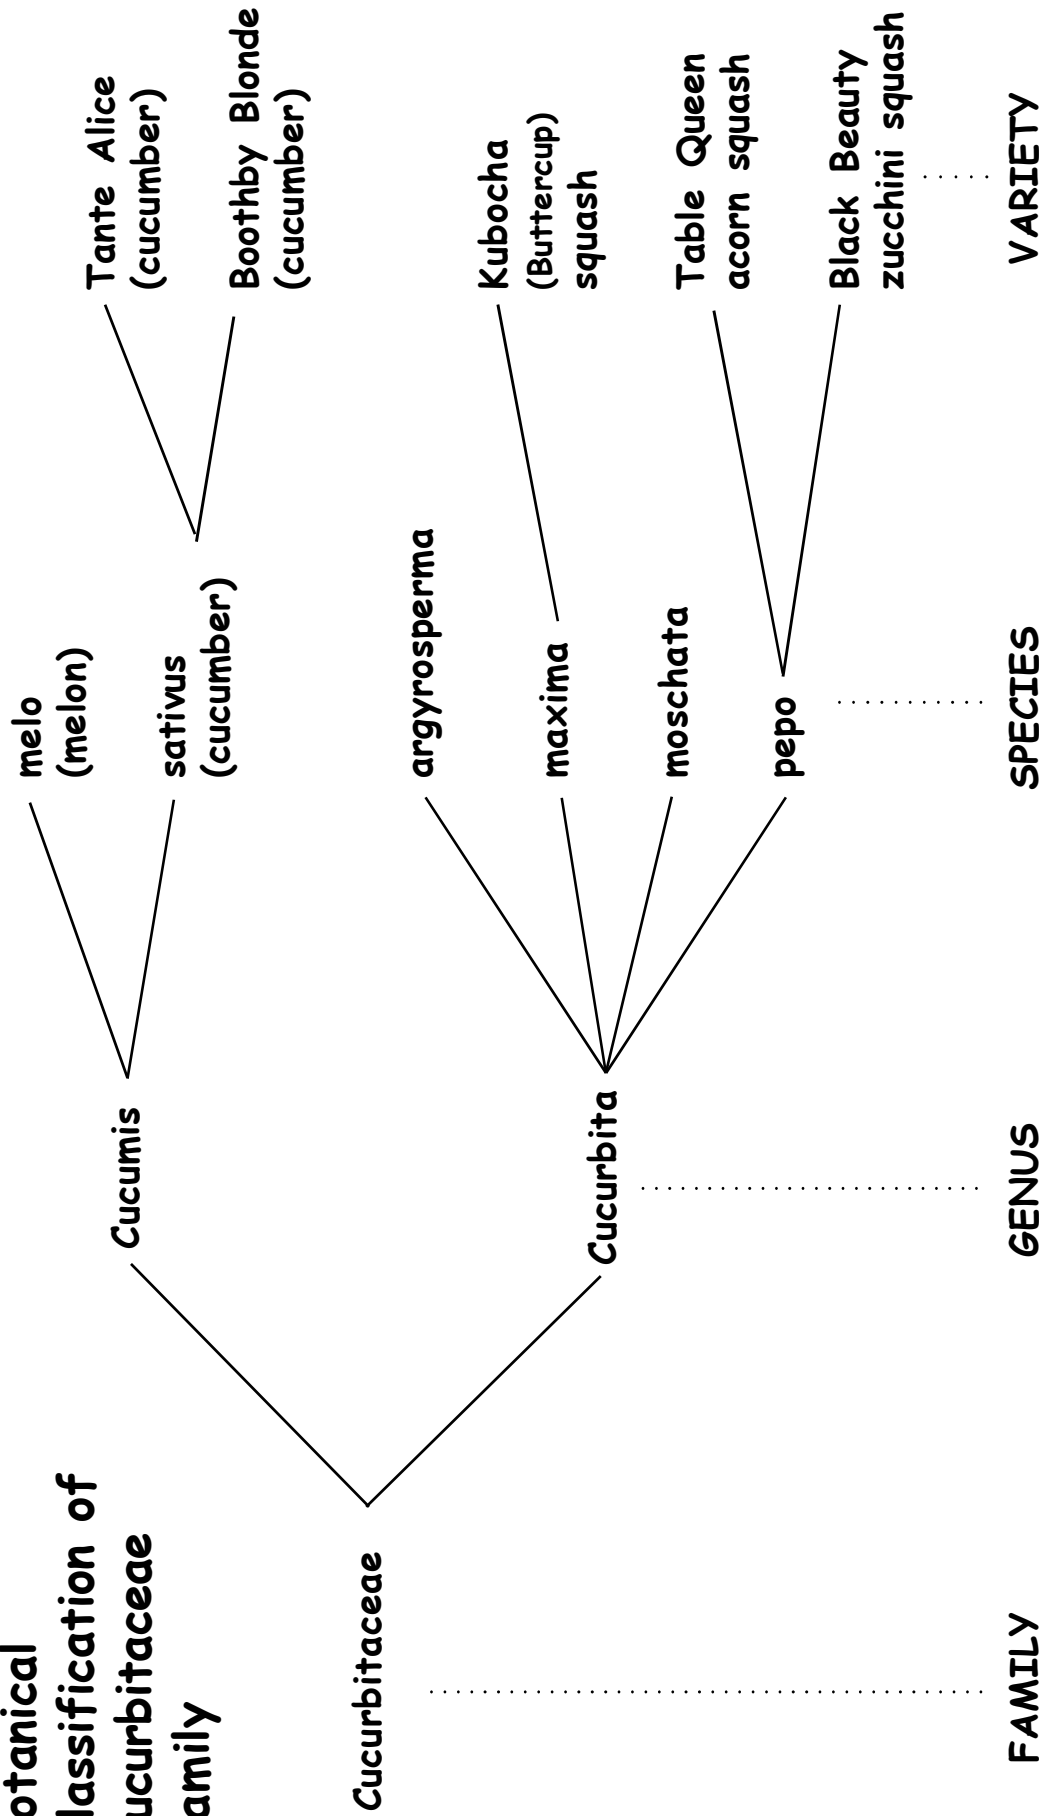 otanical
lassification of
ucurbitaceae
amily
Cucurbitaceae
Cucumis
Cucurbita
melo
(melon)
sativus
(cucumber)
argyrosperma
maxima
moschata
pepo
Tante Alice
(cucumber)
Boothby Blonde
(cucumber)
Kubocha
(Buttercup)
squash
Table Queen
acorn squash
Black Beauty
zucchini squash
FAMILY
GENUS
SPECIES
VARIETY